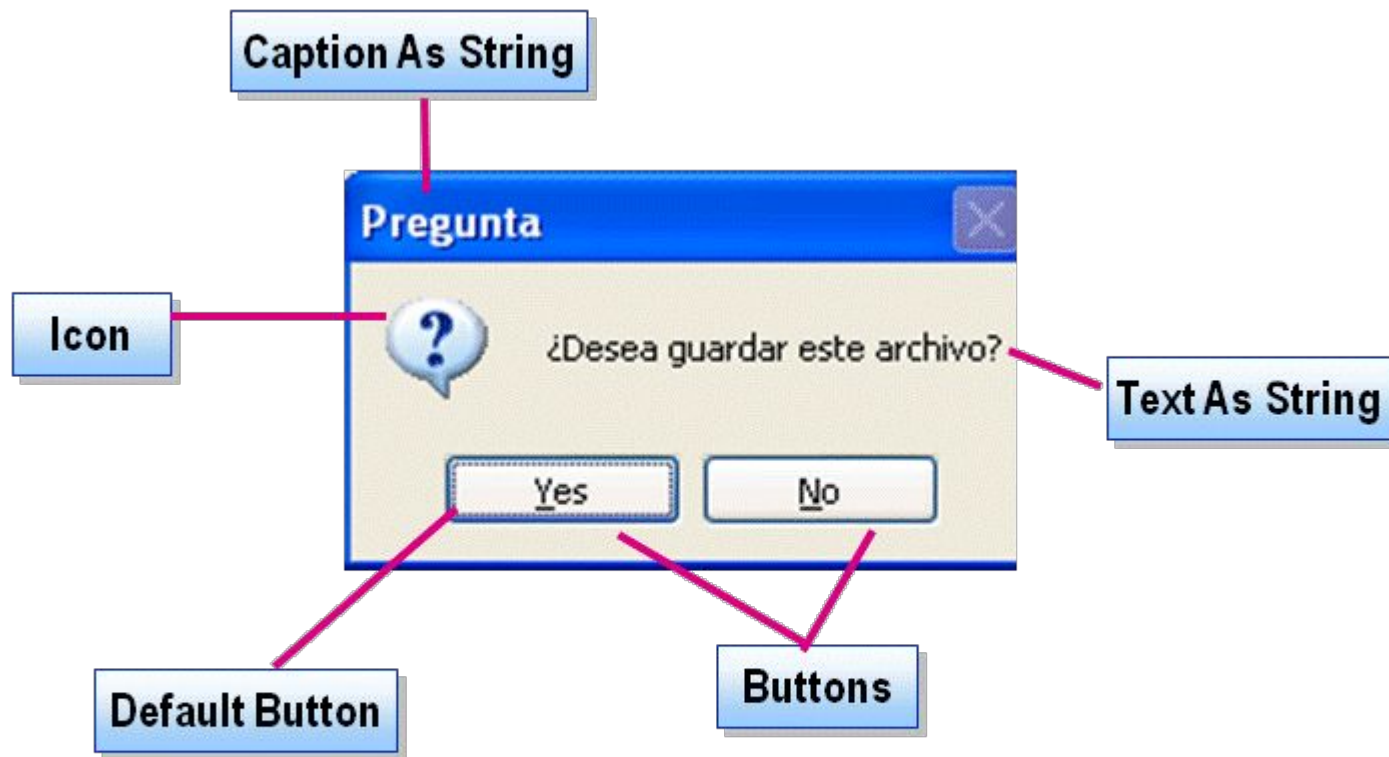 Caption As String
Pregunta
Icon
¿Desea guardar este archivo?
Text As String
Yes
No
Default Button
Buttons